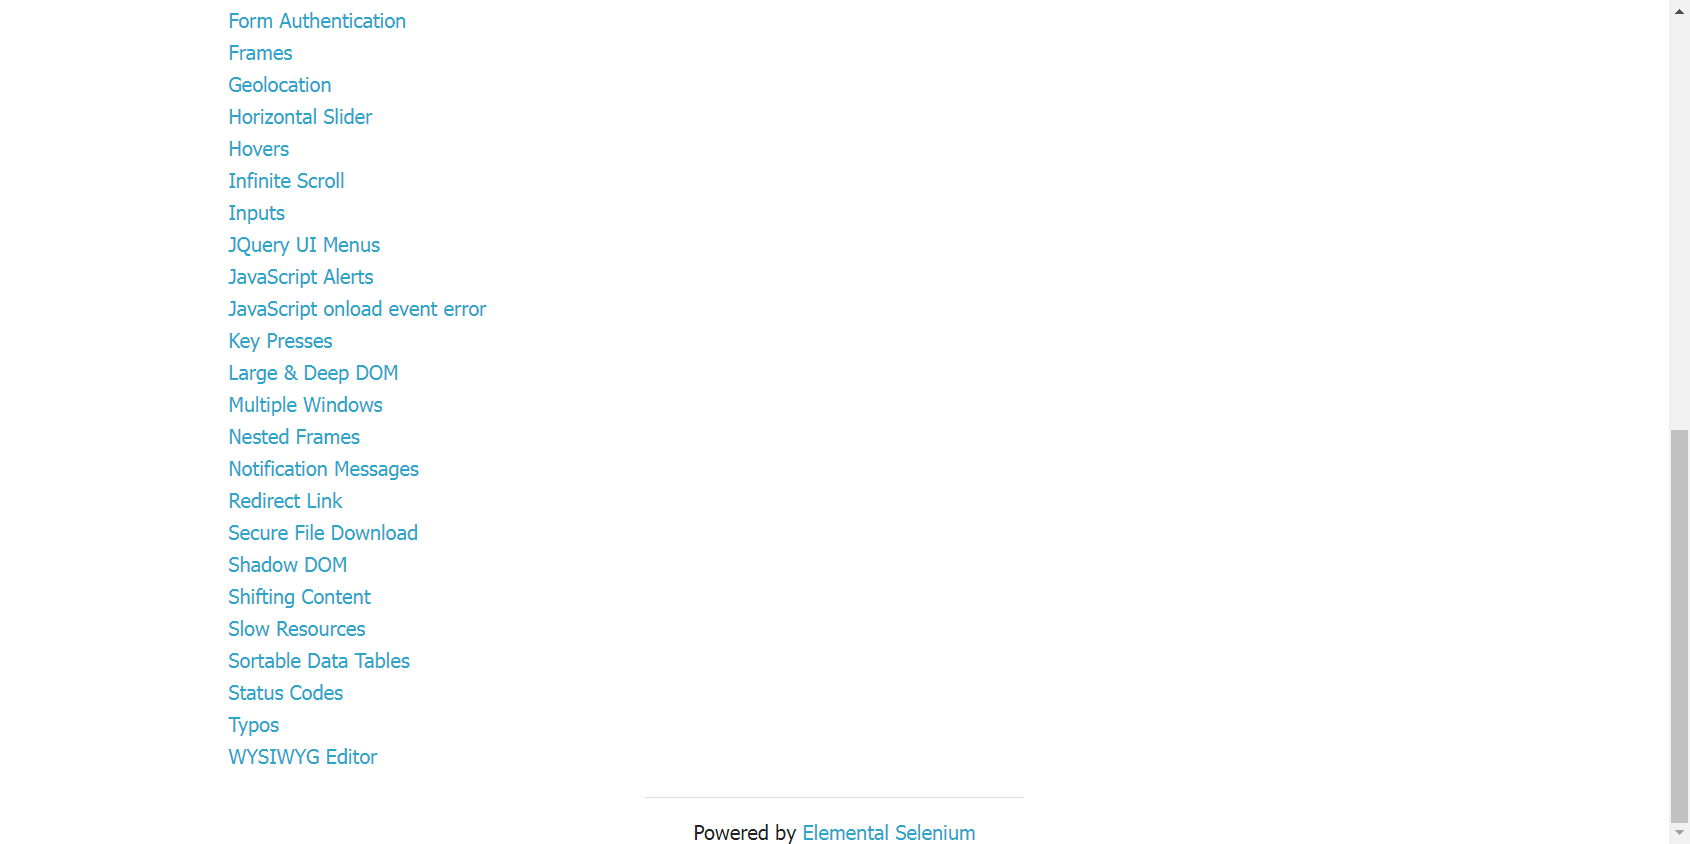 Form Authentication
Frames
Geolocation
Horizontal Slider
Hovers
Infinite Scroll
Inputs
JQuery UI Menus
JavaScript Alerts
JavaScript onload event error
Key Presses
Large & Deep DOM
Multiple Windows
Nested Frames
Notification Messages
Redirect Link
Secure File Download
Shadow DOM
Shifting Content
Slow Resources
Sortable Data Tables
Status Codes
Typos
WYSIWYG Editor
Powered by Elemental Selenium